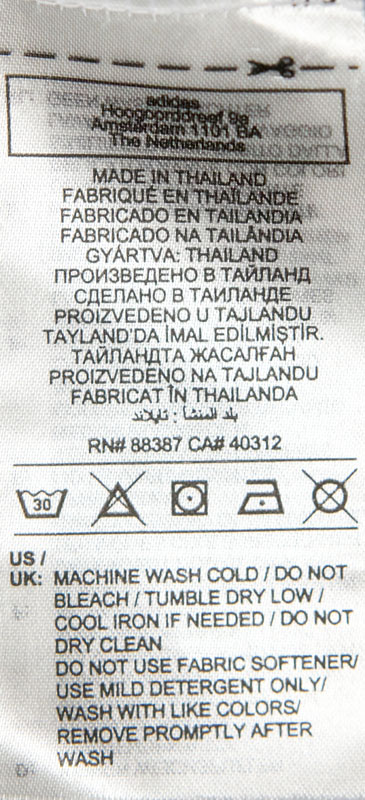 adidas
Hoogoorddreef 9a
Amsterdam 1101 BA
The Netherlands
MADE IN THAILAND
FABRIQUÉ EN THAÏLANDE
FABRICADO EN TAILANDIA
FABRICADO NA TAILÂNDIA
GYÁRTVA: THAILAND
ПРОИЗВЕДЕНО В ТАЙЛАНД
СДЕЛАНО В ТАИЛАНДЕ
PROIZVEDENO U TAJLANDU
TAYLAND'DA İMAL EDİLMİŞTİR.
ТАЙЛАНДТА ЖАСАЛҒАН
PROIZVEDENO NA TAJLANDU
FABRICAT ÎN THAILANDA
بلد المنشأ : تايلاند
RN# 88387 CA# 40312
30
US /
UK: MACHINE WASH COLD / DO NOT
BLEACH / TUMBLE DRY LOW /
COOL IRON IF NEEDED / DO NOT
DRY CLEAN
DO NOT USE FABRIC SOFTENER/
USE MILD DETERGENT ONLY/
WASH WITH LIKE COLORS/
REMOVE PROMPTLY AFTER
WASH